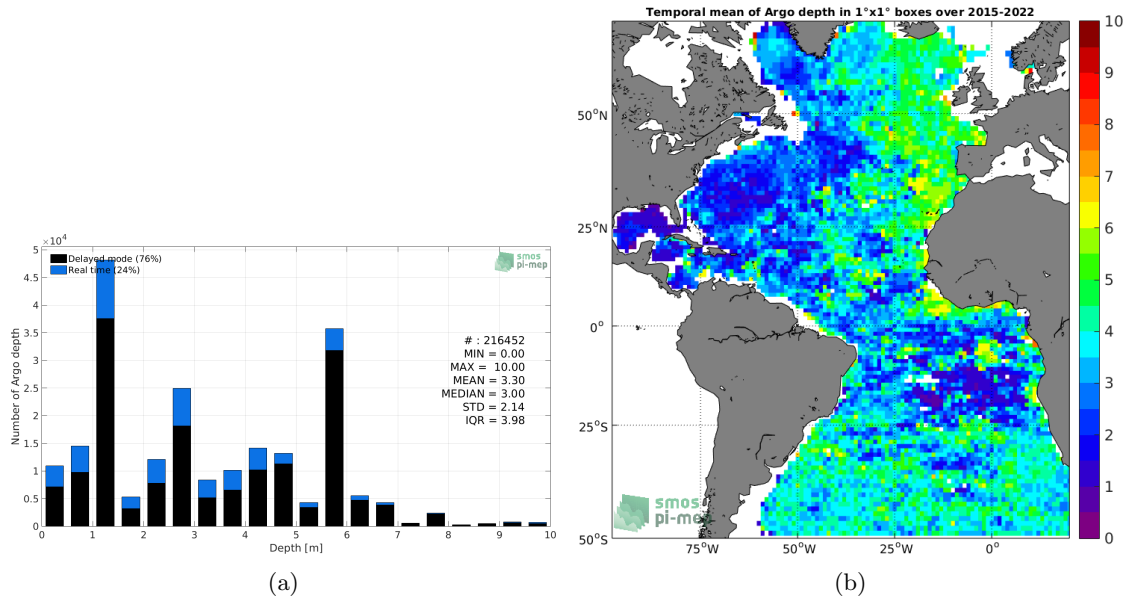 Temporal mean of Argo depth in 1°x1° boxes over 2015-2022
×10⁴
5
4.5
4
3.5
3
2.5
2
1.5
1
0.5
0
Number of Argo depth
Delayed mode (76%)
Real time (24%)
smos
pi-mep
# : 216452
MIN = 0.00
MAX = 10.00
MEAN = 3.30
MEDIAN = 3.00
STD = 2.14
IQR = 3.98
0 1 2 3 4 5 6 7 8 9 10
Depth [m]
(a)
50°N
25°N
0°
25°S
50°S
75°W 50°W 25°W 0°
smos
pi-mep
10
9
8
7
6
5
4
3
2
1
0
(b)